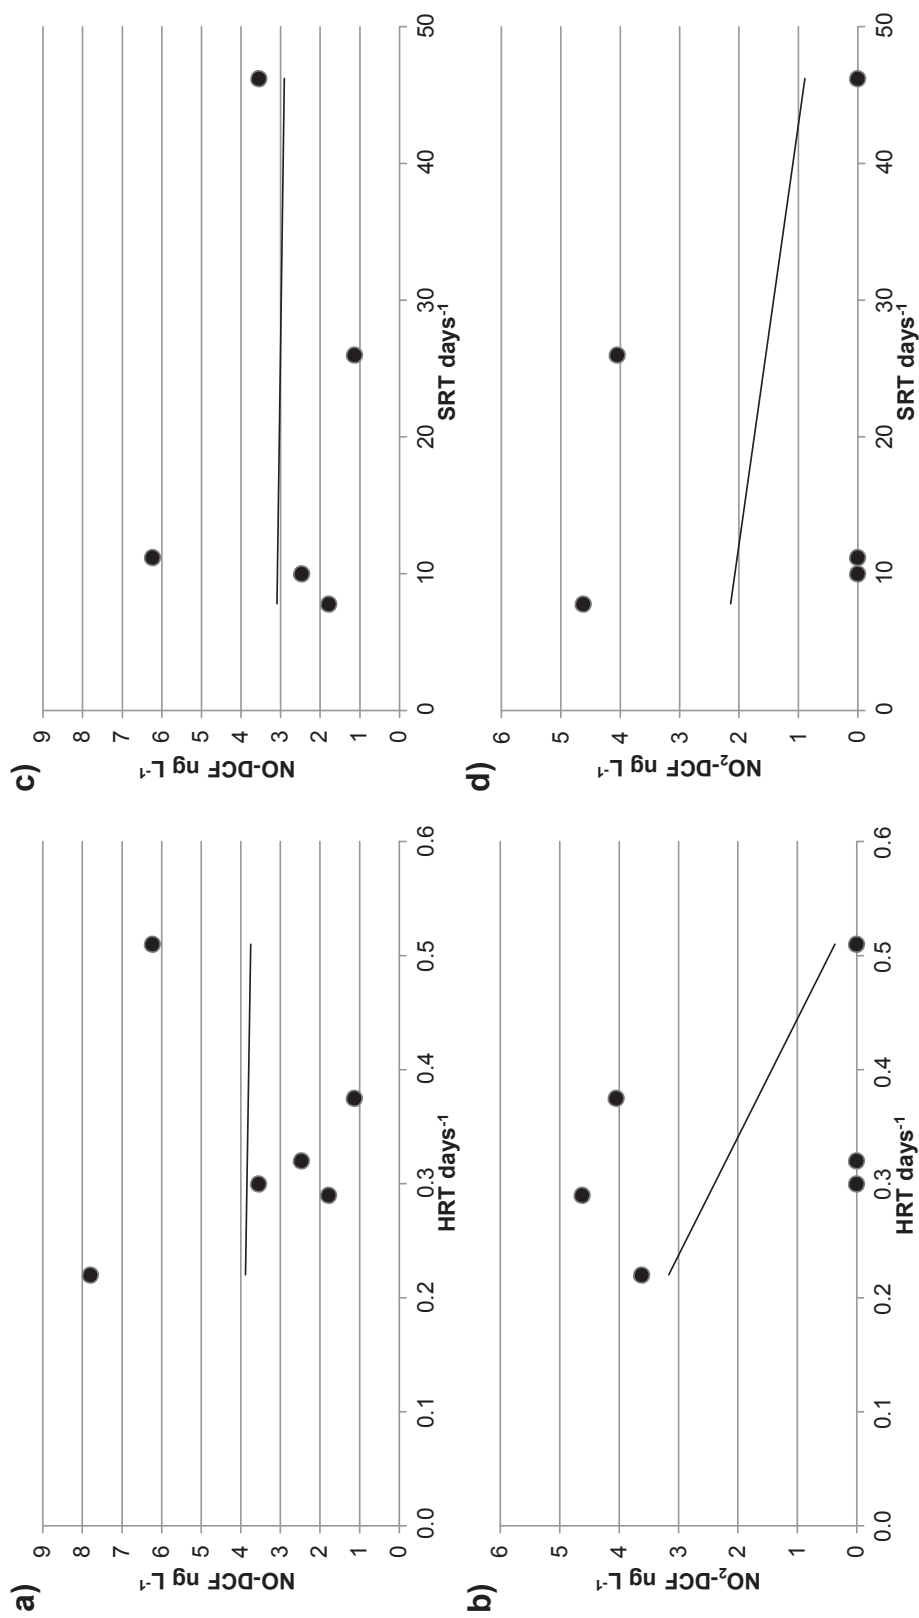 a)
NO-DCF ng L⁻¹
9
8
7
6
5
4
3
2
1
0
0.0 0.1 0.2 0.3 0.4 0.5 0.6
HRT days⁻¹
b)
NO₂-DCF ng L⁻¹
6
5
4
3
2
1
0
0.0 0.1 0.2 0.3 0.4 0.5 0.6
HRT days⁻¹
c)
NO-DCF ng L⁻¹
9
8
7
6
5
4
3
2
1
0
0 10 20 30 40 50
SRT days⁻¹
d)
NO₂-DCF ng L⁻¹
6
5
4
3
2
1
0
0 10 20 30 40 50
SRT days⁻¹